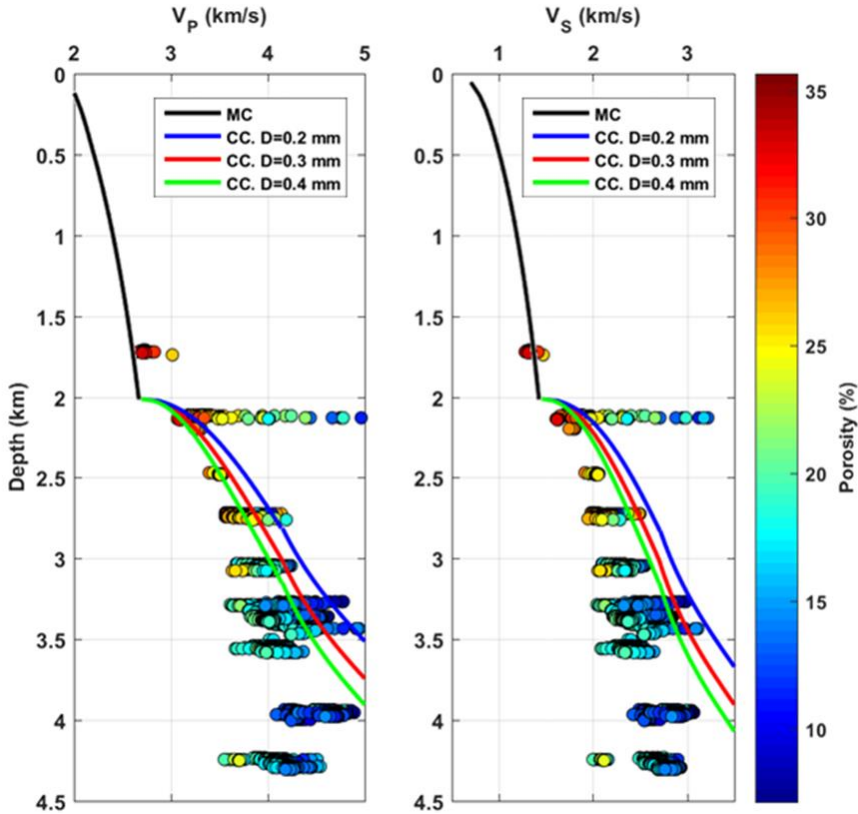 V_P (km/s)
2 3 4 5
0
0.5
1
1.5
2
2.5
3
3.5
4
4.5
Depth (km)
MC
CC. D=0.2 mm
CC. D=0.3 mm
CC. D=0.4 mm
V_S (km/s)
1 2 3
0
0.5
1
1.5
2
2.5
3
3.5
4
4.5
MC
CC. D=0.2 mm
CC. D=0.3 mm
CC. D=0.4 mm
35
30
25
20
15
10
Porosity (%)